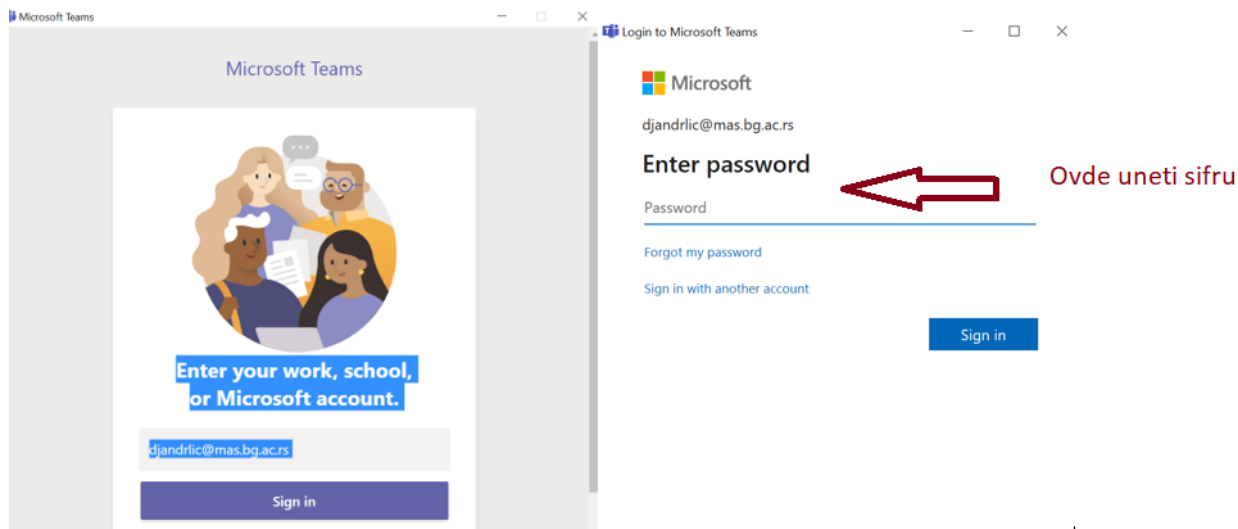 Microsoft Teams
Microsoft Teams
Enter your work, school,
or Microsoft account.
djandrlic@mas.bg.ac.rs
Sign in
Login to Microsoft Teams
Microsoft
djandrlic@mas.bg.ac.rs
Enter password
Password
Forgot my password
Sign in with another account
Sign in
Ovde uneti sifru